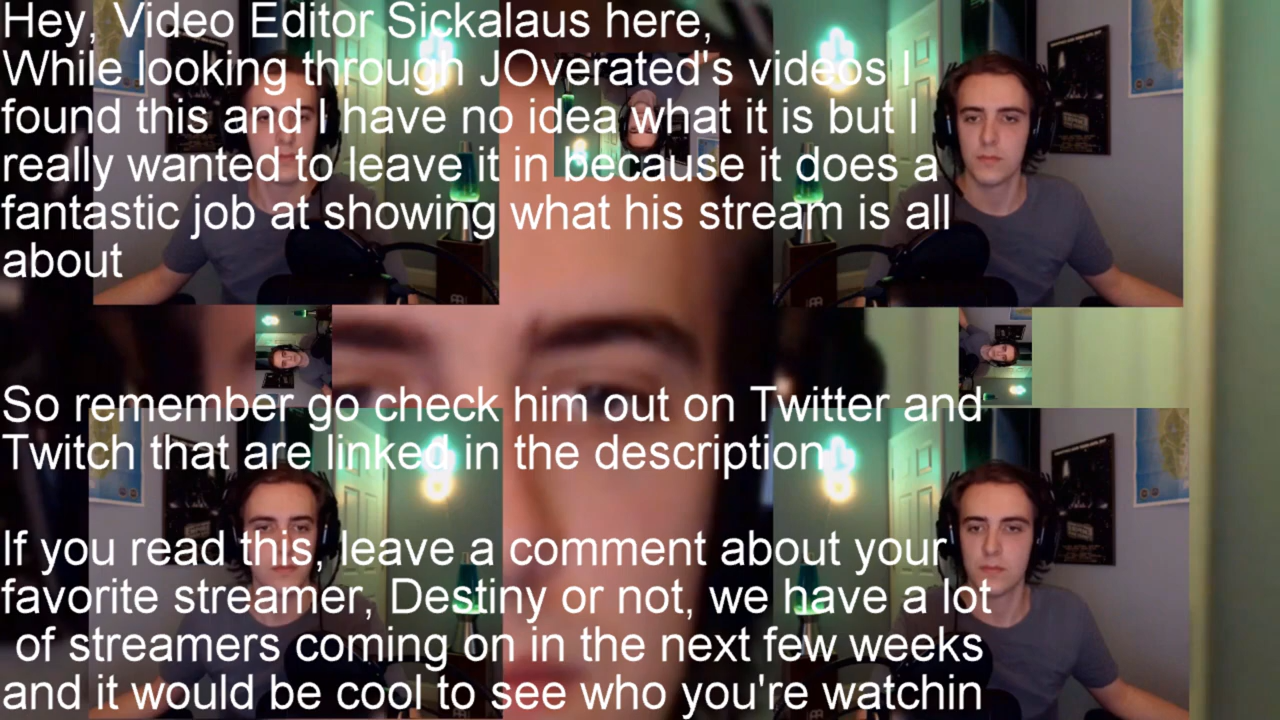 Hey, Video Editor Sickalaus here,
While looking through JOverated's videos I
found this and I have no idea what it is but I
really wanted to leave it in because it does a
fantastic job at showing what his stream is all
about
So remember go check him out on Twitter and
Twitch that are linked in the description
If you read this, leave a comment about your
favorite streamer, Destiny or not, we have a lot
of streamers coming on in the next few weeks
and it would be cool to see who you're watchin